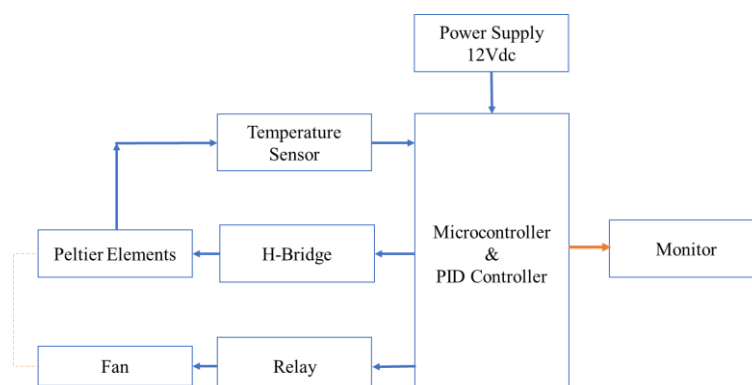 Power Supply
12Vdc
Temperature
Sensor
Microcontroller
&
PID Controller
Monitor
Peltier Elements
H-Bridge
Fan
Relay